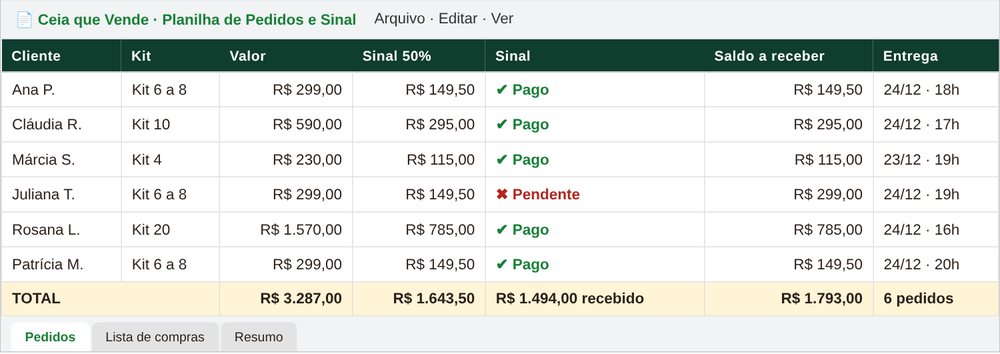 📄 Ceia que Vende · Planilha de Pedidos e Sinal Arquivo · Editar · Ver
Cliente Kit Valor Sinal 50% Sinal Saldo a receber Entrega
Ana P. Kit 6 a 8 R$ 299,00 R$ 149,50 ✔ Pago R$ 149,50 24/12 · 18h
Cláudia R. Kit 10 R$ 590,00 R$ 295,00 ✔ Pago R$ 295,00 24/12 · 17h
Márcia S. Kit 4 R$ 230,00 R$ 115,00 ✔ Pago R$ 115,00 23/12 · 19h
Juliana T. Kit 6 a 8 R$ 299,00 R$ 149,50 ✖ Pendente R$ 299,00 24/12 · 19h
Rosana L. Kit 20 R$ 1.570,00 R$ 785,00 ✔ Pago R$ 785,00 24/12 · 16h
Patrícia M. Kit 6 a 8 R$ 299,00 R$ 149,50 ✔ Pago R$ 149,50 24/12 · 20h
TOTAL R$ 3.287,00 R$ 1.643,50 R$ 1.494,00 recebido R$ 1.793,00 6 pedidos
Pedidos Lista de compras Resumo